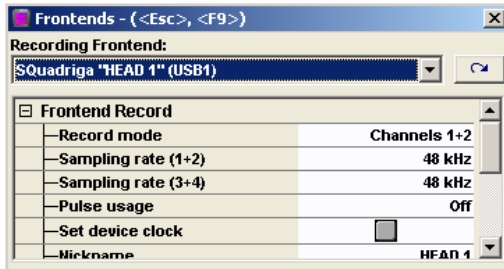 Frontends - (<Esc>, <F9>)
Recording Frontend:
SQuadriga "HEAD 1" (USB1)
Frontend Record
Record mode Channels 1+2
Sampling rate (1+2) 48 kHz
Sampling rate (3+4) 48 kHz
Pulse usage Off
Set device clock
Nickname HEAD 1